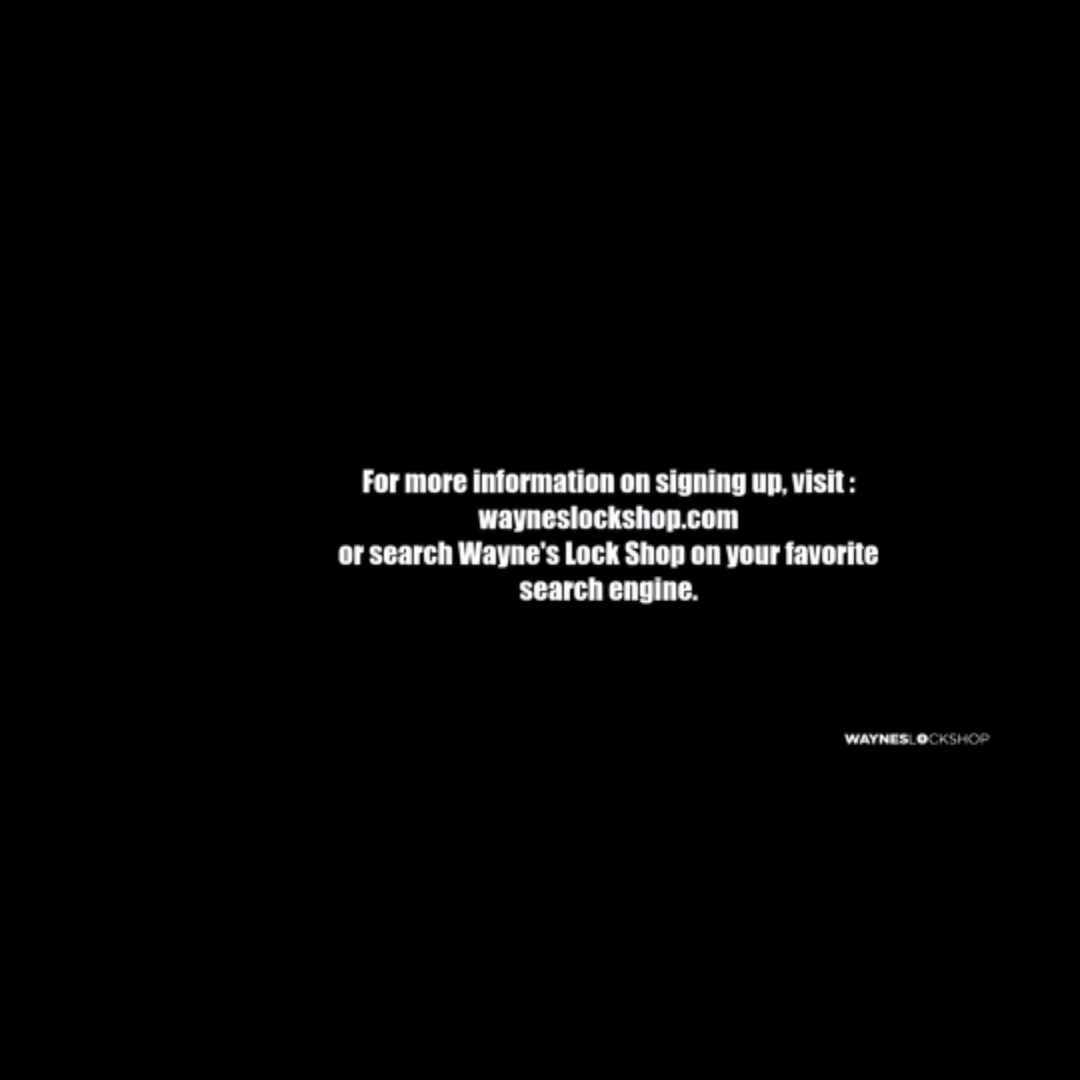 For more information on signing up, visit :
wayneslockshop.com
or search Wayne's Lock Shop on your favorite
search engine.
WAYNESLOCKSHOP